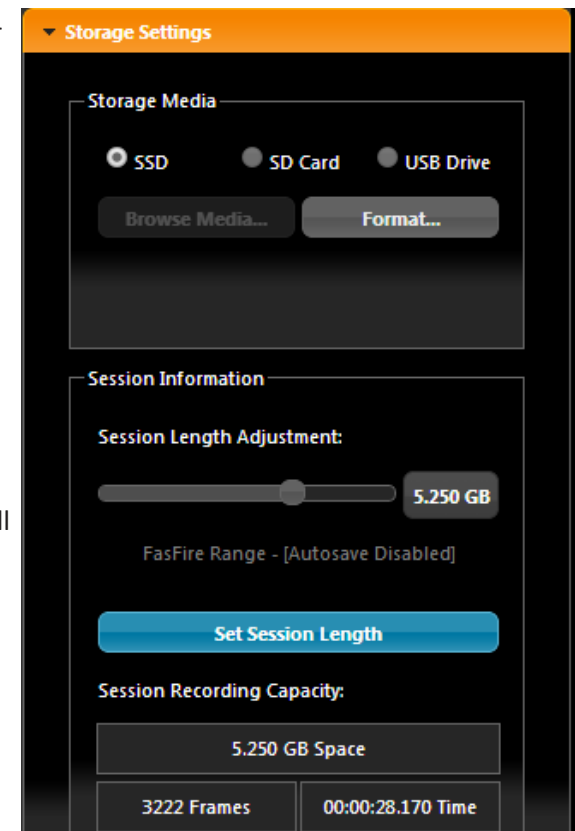 Storage Settings
Storage Media
SSD SD Card USB Drive
Browse Media... Format...
Session Information
Session Length Adjustment:
5.250 GB
ll
FasFire Range - [Autosave Disabled]
Set Session Length
Session Recording Capacity:
5.250 GB Space
3222 Frames 00:00:28.170 Time